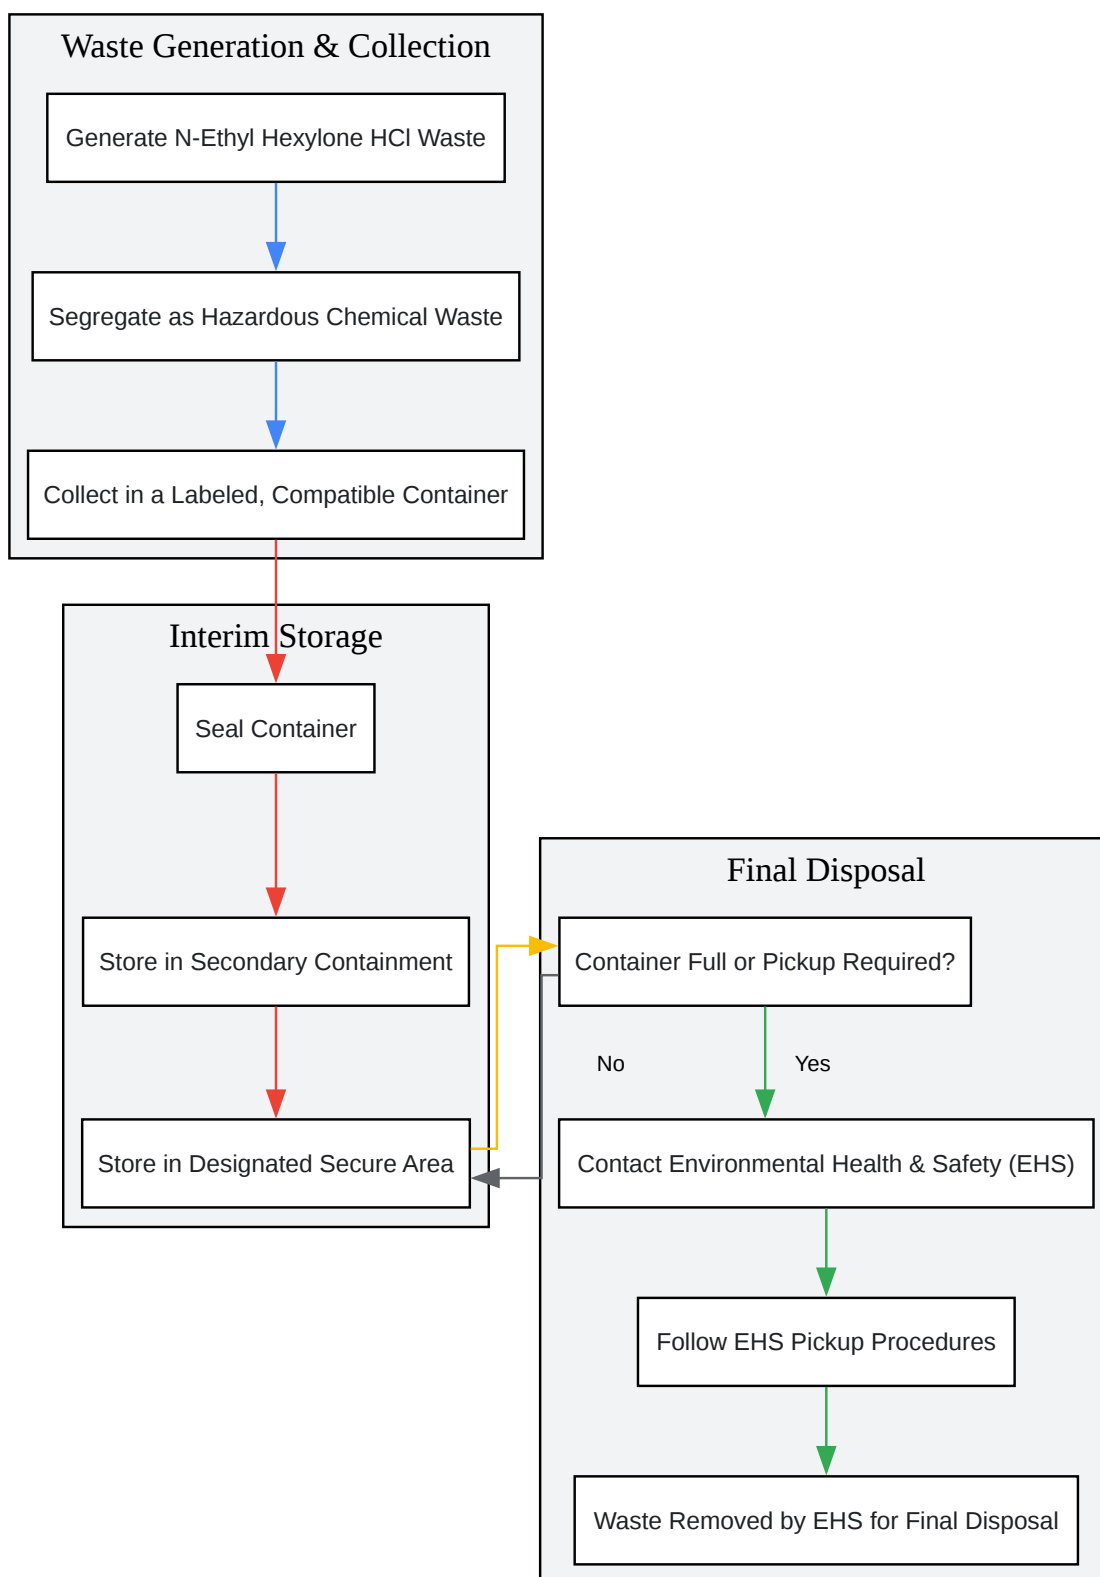 Waste Generation & Collection
Generate N-Ethyl Hexylone HCl Waste
Segregate as Hazardous Chemical Waste
Collect in a Labeled, Compatible Container
Interim Storage
Seal Container
Store in Secondary Containment
Store in Designated Secure Area
Final Disposal
Container Full or Pickup Required?
No
Yes
Contact Environmental Health & Safety (EHS)
Follow EHS Pickup Procedures
Waste Removed by EHS for Final Disposal